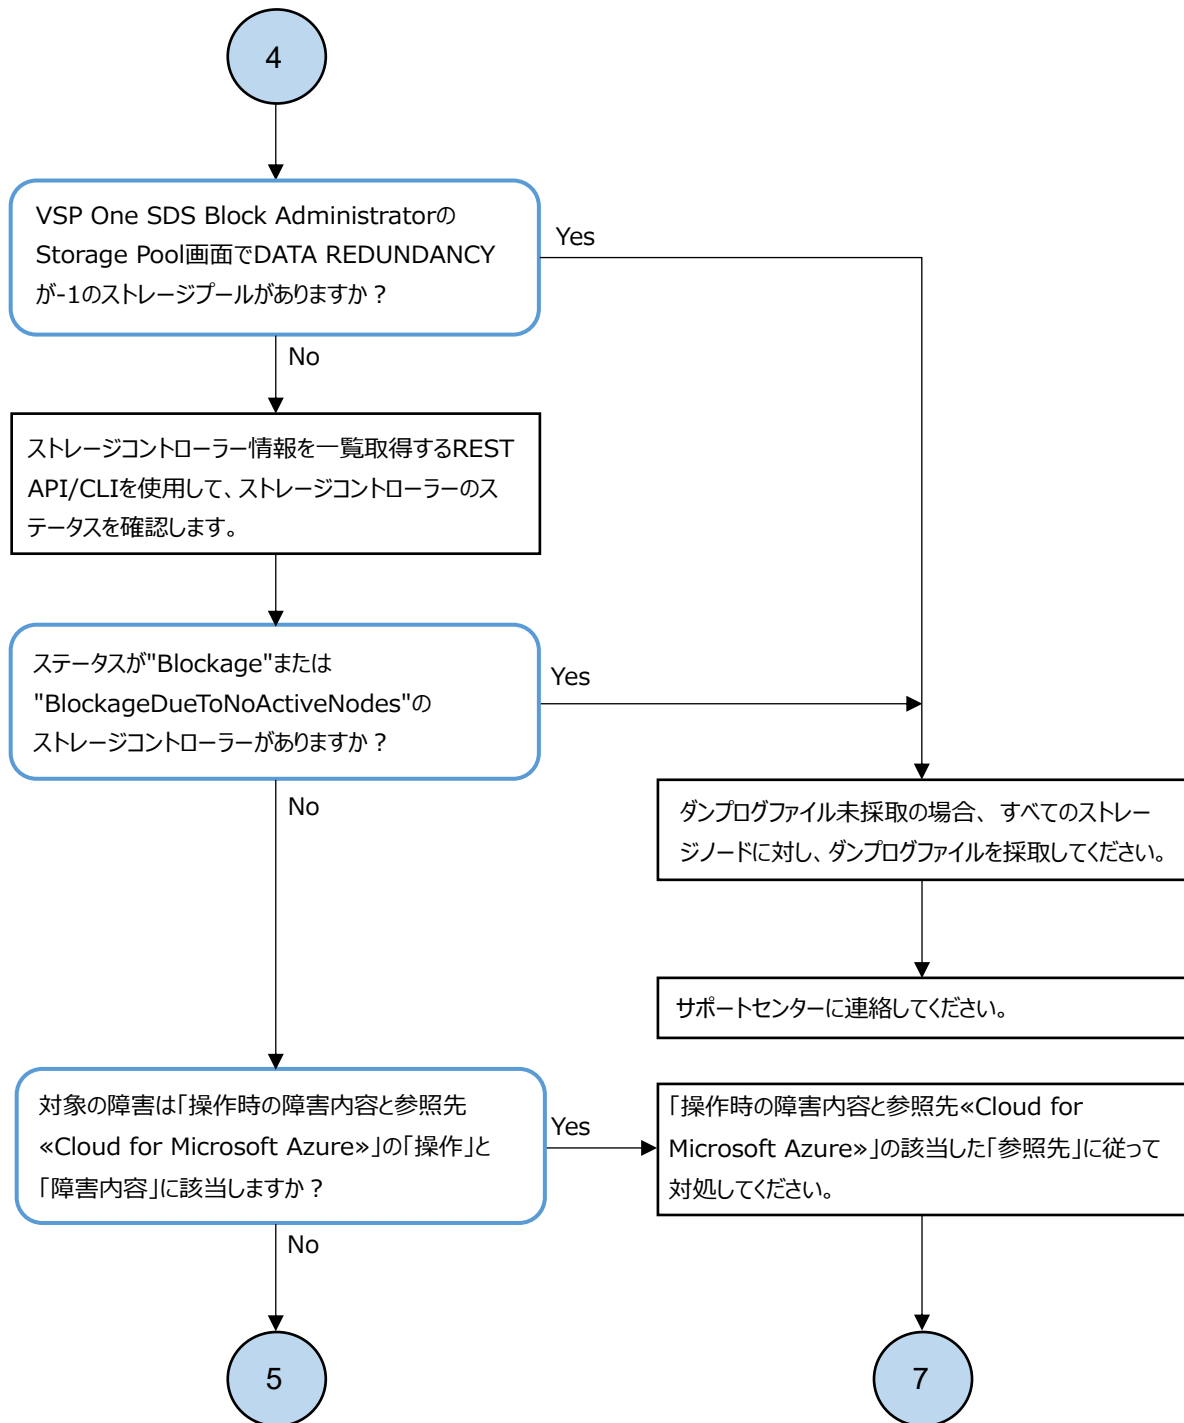 4
VSP One SDS Block Administratorの
Storage Pool画面でDATA REDUNDANCY
が-1のストレージプールがありますか？
Yes
No
ストレージコントローラー情報を一覧取得するREST
API/CLIを使用して、ストレージコントローラーのス
テータスを確認します。
ステータスが"Blockage"または
"BlockageDueToNoActiveNodes"の
ストレージコントローラーがありますか？
Yes
No
ダンプログファイル未採取の場合、すべてのストレー
ジノードに対し、ダンプログファイルを採取してください。
サポートセンターに連絡してください。
対象の障害は「操作時の障害内容と参照先
«Cloud for Microsoft Azure»」の「操作」と
「障害内容」に該当しますか？
Yes
No
「操作時の障害内容と参照先«Cloud for
Microsoft Azure»」の該当した「参照先」に従って
対処してください。
5
7